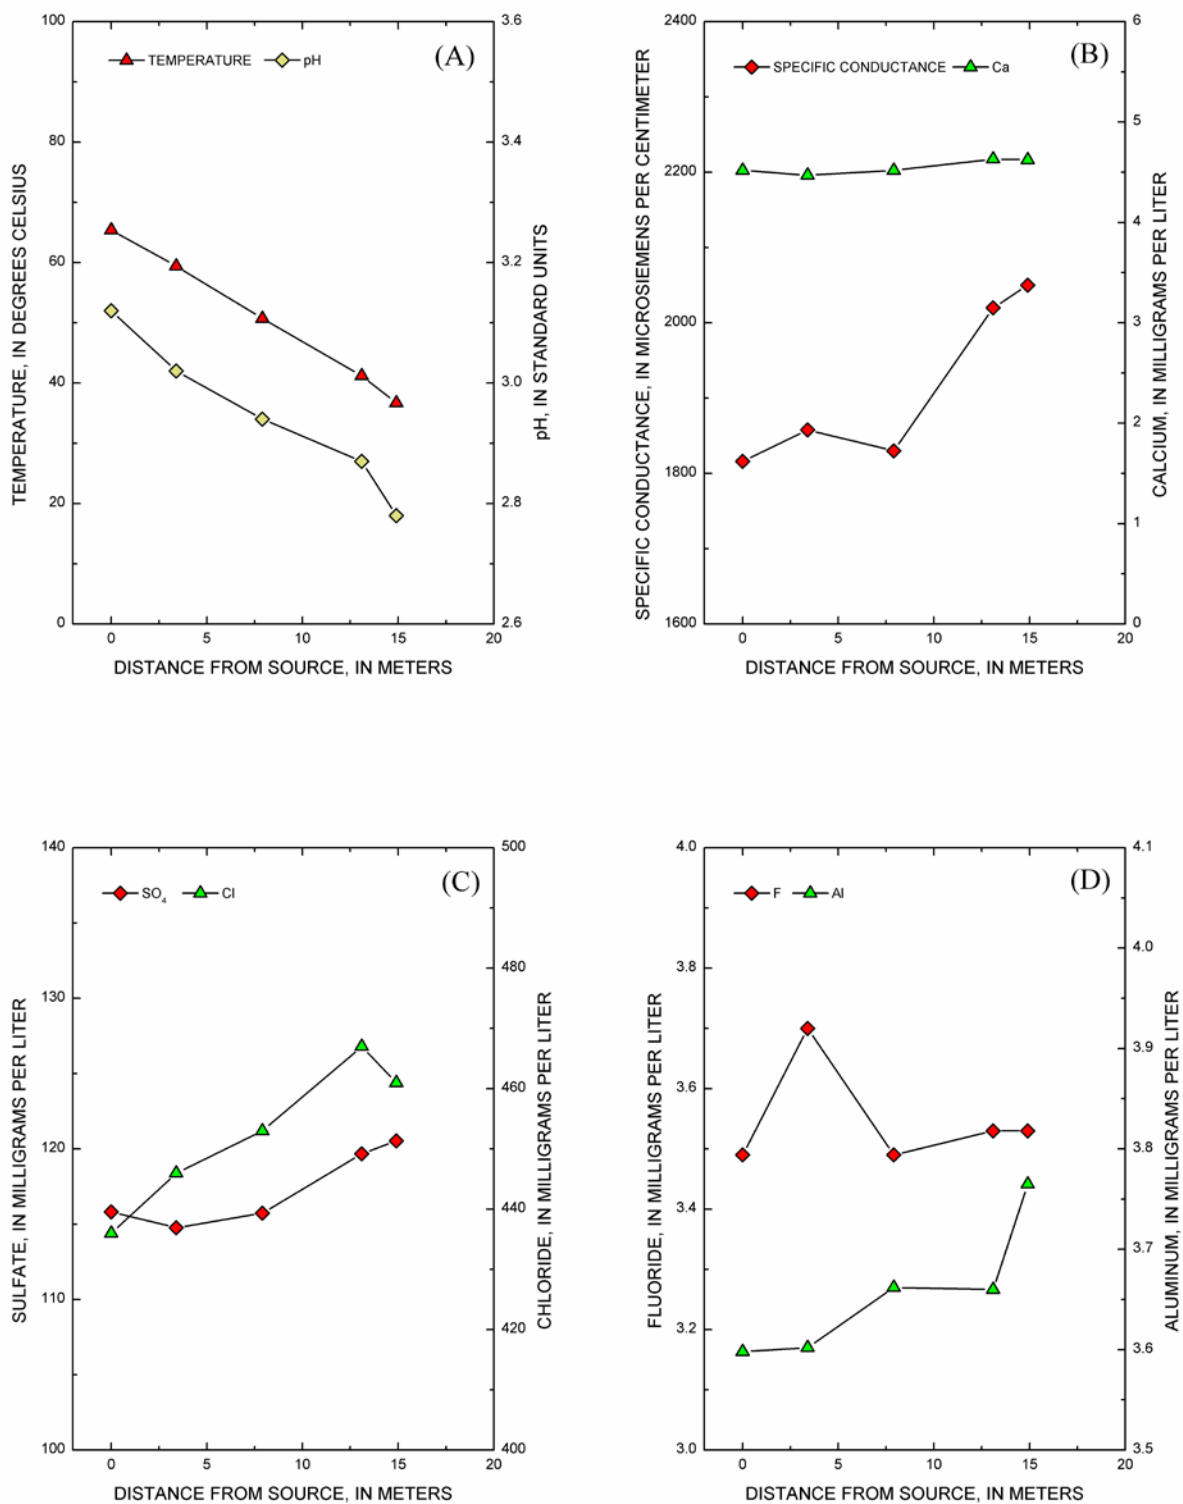 (A)
TEMPERATURE pH
100
80
60
40
20
0
3.6
3.4
3.2
3.0
2.8
2.6
0 5 10 15 20
TEMPERATURE, IN DEGREES CELSIUS
pH, IN STANDARD UNITS
DISTANCE FROM SOURCE, IN METERS
(B)
SPECIFIC CONDUCTANCE Ca
2400
2200
2000
1800
1600
6
5
4
3
2
1
0
0 5 10 15 20
SPECIFIC CONDUCTANCE, IN MICROSIEMENS PER CENTIMETER
CALCIUM, IN MILLIGRAMS PER LITER
DISTANCE FROM SOURCE, IN METERS
(C)
SO4 Cl
140
130
120
110
100
500
480
460
440
420
400
0 5 10 15 20
SULFATE, IN MILLIGRAMS PER LITER
CHLORIDE, IN MILLIGRAMS PER LITER
DISTANCE FROM SOURCE, IN METERS
(D)
F Al
4.0
3.8
3.6
3.4
3.2
3.0
4.1
4.0
3.9
3.8
3.7
3.6
3.5
0 5 10 15 20
FLUORIDE, IN MILLIGRAMS PER LITER
ALUMINUM, IN MILLIGRAMS PER LITER
DISTANCE FROM SOURCE, IN METERS